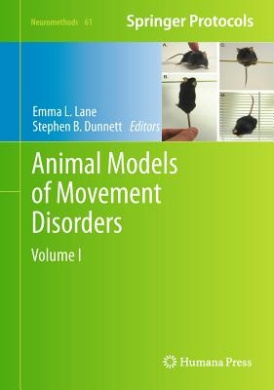 Neuromethods 61
Springer Protocols
A
B
C
D
Emma L. Lane
Stephen B. Dunnett Editors
Animal Models
of Movement
Disorders
Volume I
Humana Press